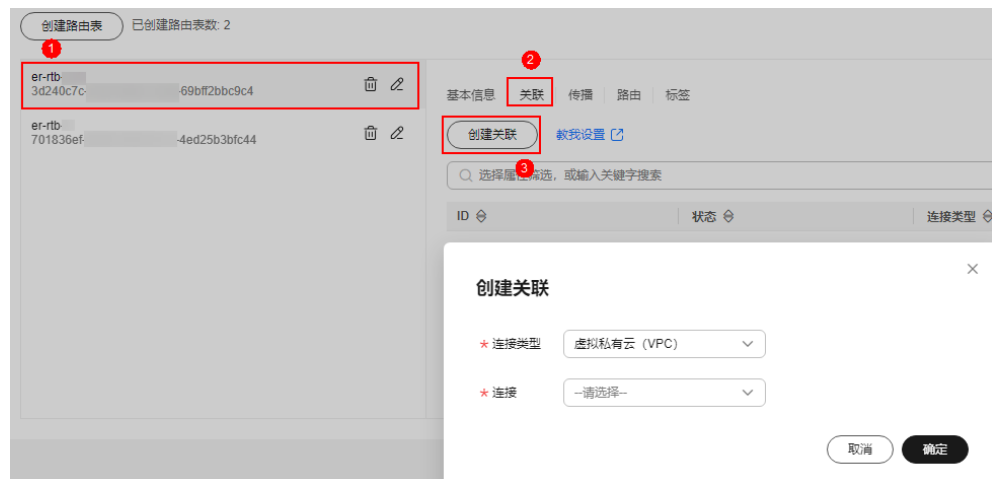 创建路由表 已创建路由表数: 2
1
er-rtb-
3d240c7c- -69bff2bbc9c4
er-rtb-
701836ef- -4ed25b3bfc44
2
基本信息 关联 传播 路由 标签
创建关联 教我设置
3
选择属性筛选，或输入关键字搜索
ID 状态 连接类型
创建关联
* 连接类型 虚拟私有云（VPC）
* 连接 --请选择--
取消 确定